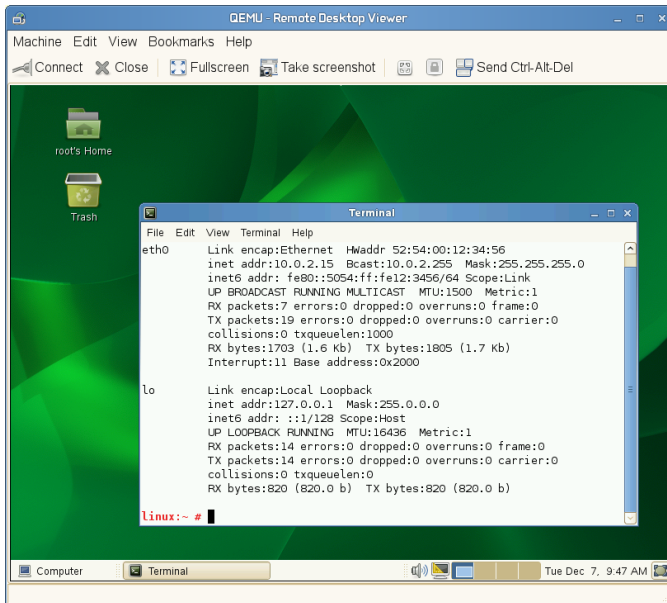 QEMU - Remote Desktop Viewer
Machine Edit View Bookmarks Help
Connect Close Fullscreen Take screenshot Send Ctrl-Alt-Del
root's Home
Trash
Terminal
File Edit View Terminal Help
eth0 Link encap:Ethernet HWaddr 52:54:00:12:34:56
inet addr:10.0.2.15 Bcast:10.0.2.255 Mask:255.255.255.0
inet6 addr: fe80::5054:ff:fe12:3456/64 Scope:Link
UP BROADCAST RUNNING MULTICAST MTU:1500 Metric:1
RX packets:7 errors:0 dropped:0 overruns:0 frame:0
TX packets:19 errors:0 dropped:0 overruns:0 carrier:0
collisions:0 txqueuelen:1000
RX bytes:1703 (1.6 Kb) TX bytes:1805 (1.7 Kb)
Interrupt:11 Base address:0x2000
lo Link encap:Local Loopback
inet addr:127.0.0.1 Mask:255.0.0.0
inet6 addr: ::1/128 Scope:Host
UP LOOPBACK RUNNING MTU:16436 Metric:1
RX packets:14 errors:0 dropped:0 overruns:0 frame:0
TX packets:14 errors:0 dropped:0 overruns:0 carrier:0
collisions:0 txqueuelen:0
RX bytes:820 (820.0 b) TX bytes:820 (820.0 b)
linux:~ #
Computer Terminal Tue Dec 7, 9:47 AM